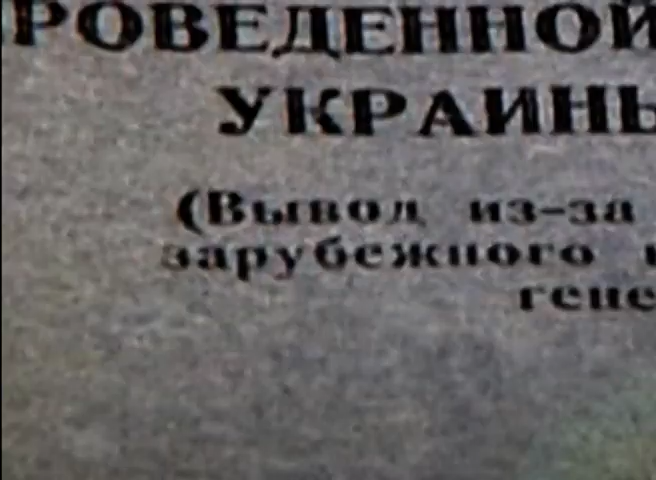 РОВЕДЕННОЙ
УКРАИНЫ
(Вывод из-за
зарубежного
гене